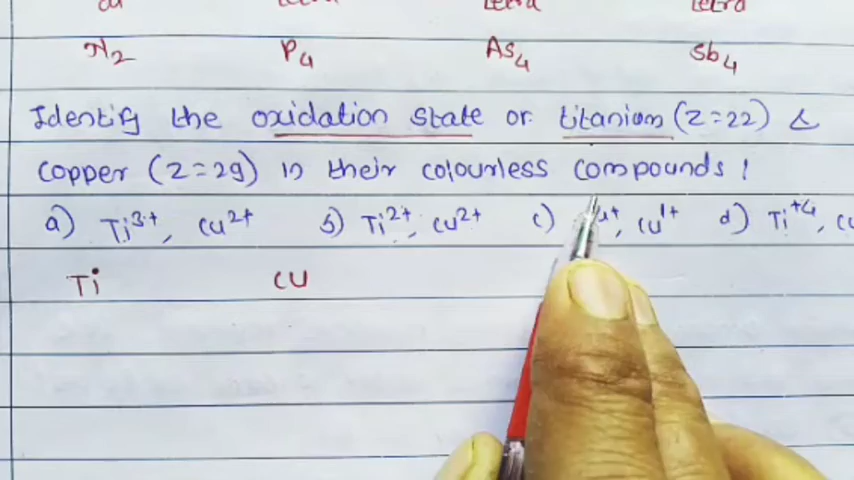 N₂ P₄ As₄ Sb₄
Identify the oxidation state or titanium (Z=22) &
copper (Z=29) in their colourless compounds!
a) Ti³⁺, Cu²⁺ b) Ti²⁺, Cu²⁺ c) Cu¹⁺ d) Ti⁺⁴,
Ti CU